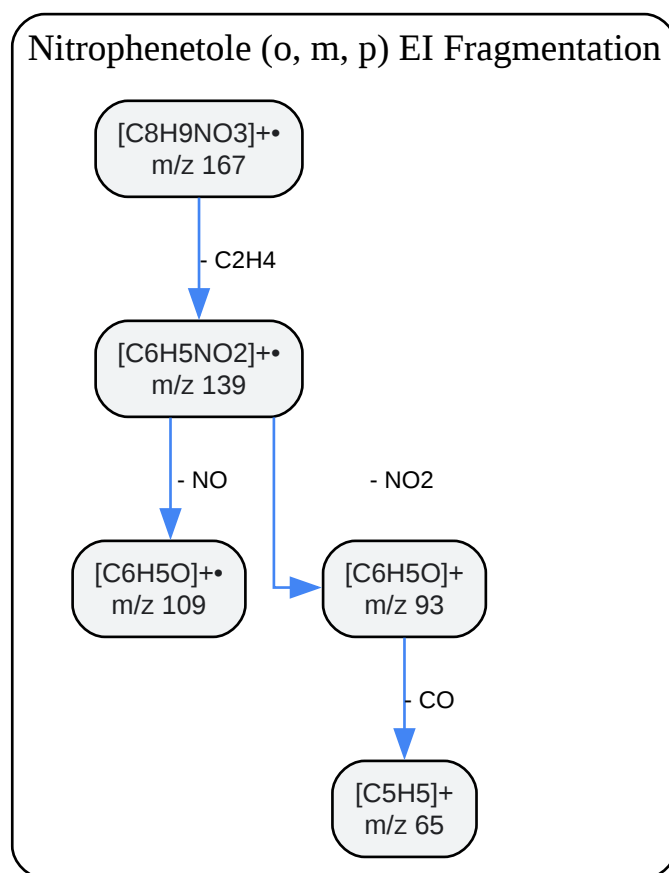 Nitrophenetole (o, m, p) EI Fragmentation
[C8H9NO3]+•
m/z 167
- C2H4
[C6H5NO2]+•
m/z 139
- NO
- NO2
[C6H5O]+•
m/z 109
[C6H5O]+
m/z 93
- CO
[C5H5]+
m/z 65